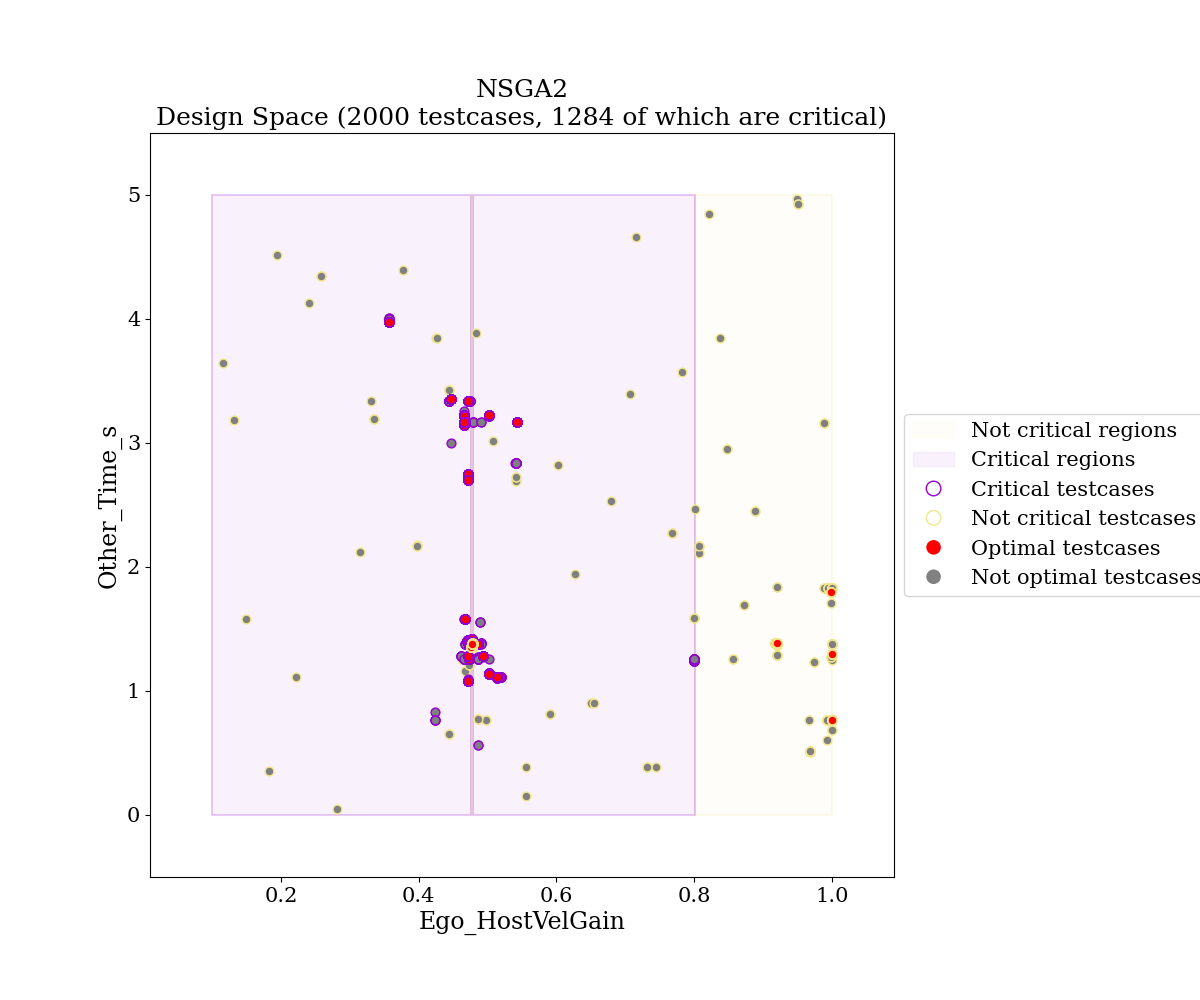 NSGA2
Design Space (2000 testcases, 1284 of which are critical)
5
4
3
2
1
0
Other_Time_s
0.2
0.4
0.6
0.8
1.0
Ego_HostVelGain
Not critical regions
Critical regions
Critical testcases
Not critical testcases
Optimal testcases
Not optimal testcases